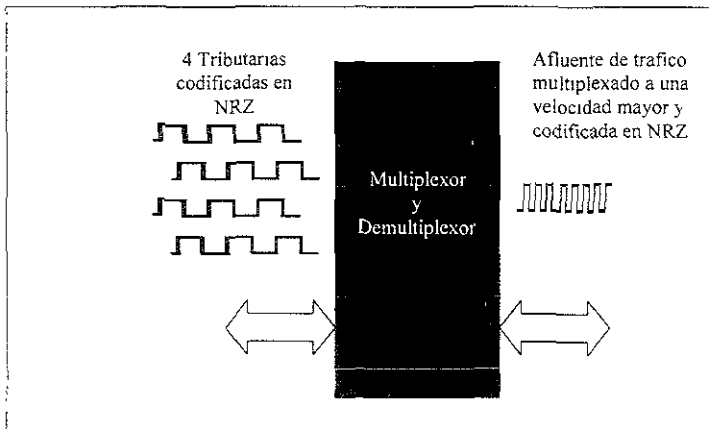 4 Tributarias
codificadas en
NRZ
Multiplexor
y
Demultiplexor
Afluente de trafico
multiplexado a una
velocidad mayor y
codificada en NRZ